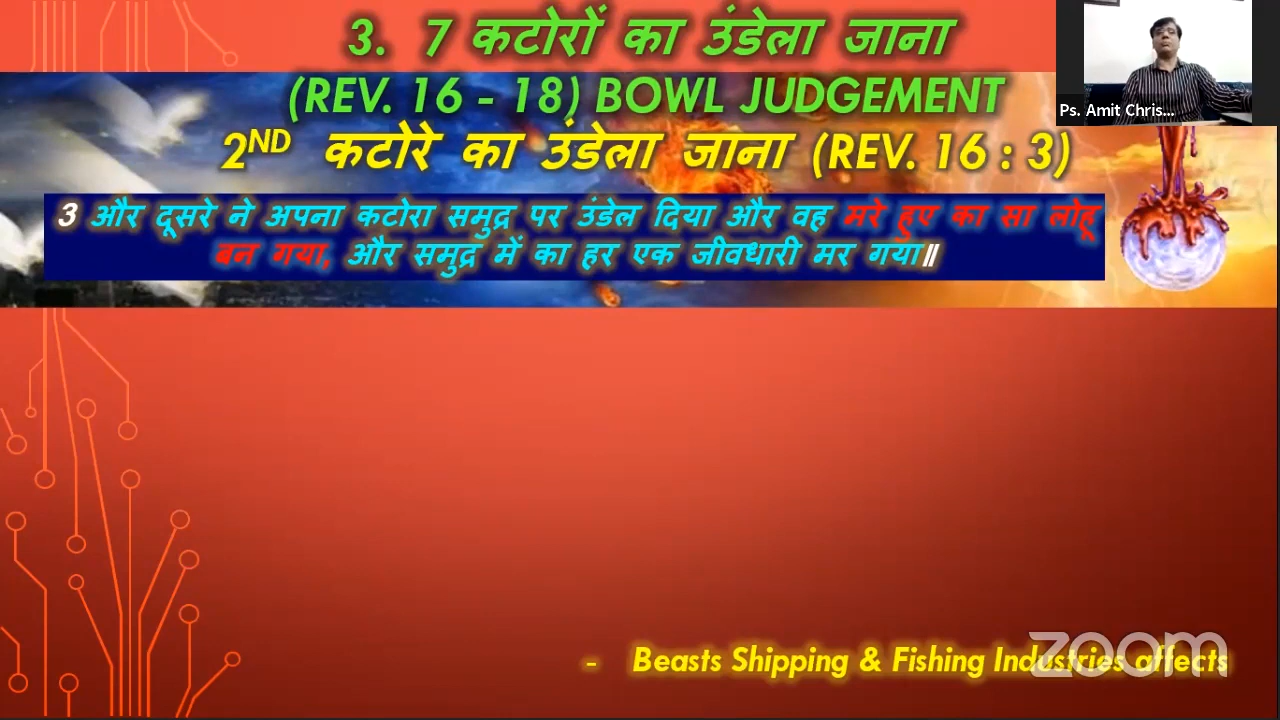 3. 7 कटोरों का उंडेला जाना
(REV. 16 - 18) BOWL JUDGEMENT
2ND कटोरे का उंडेला जाना (REV. 16 : 3)
Ps. Amit Chris...
3 और दूसरे ने अपना कटोरा समुद्र पर उंडेल दिया और वह मरे हुए का सा लोहू
बन गया, और समुद्र में का हर एक जीवधारी मर गया॥
- Beasts Shipping & Fishing Industries affects
zoom